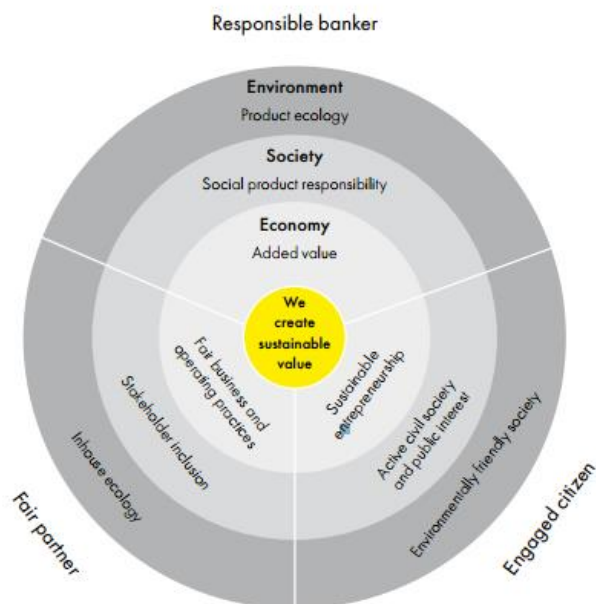 Responsible banker
Environment
Product ecology
Society
Social product responsibility
Economy
Added value
We
create
sustainable
value
Fair business and
operating practices
Stakeholder inclusion
Inhouse ecology
Fair partner
Sustainable
entrepreneurship
Active civil society
and public interest
Environmentally friendly society
Engaged citizen